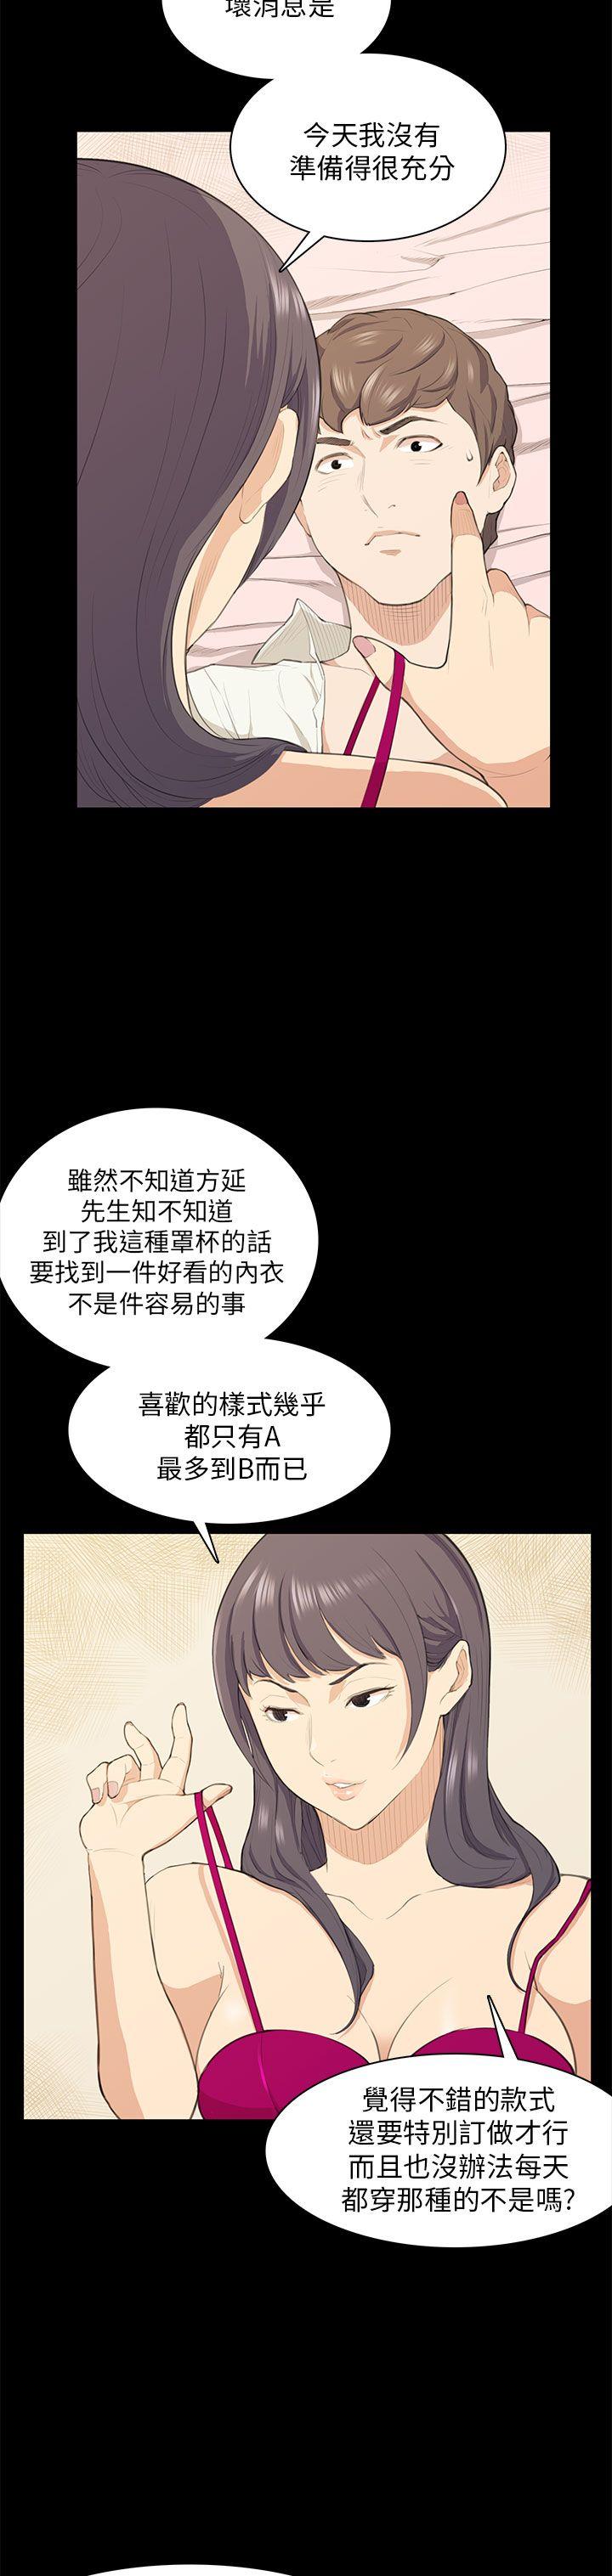 壞消息是
今天我沒有
準備得很充分
雖然不知道方延
先生知不知道
到了我這種罩杯的話
要找到一件好看的內衣
不是件容易的事
喜歡的樣式幾乎
都只有A
最多到B而已
覺得不錯的款式
還要特別訂做才行
而且也沒辦法每天
都穿那種的不是嗎?